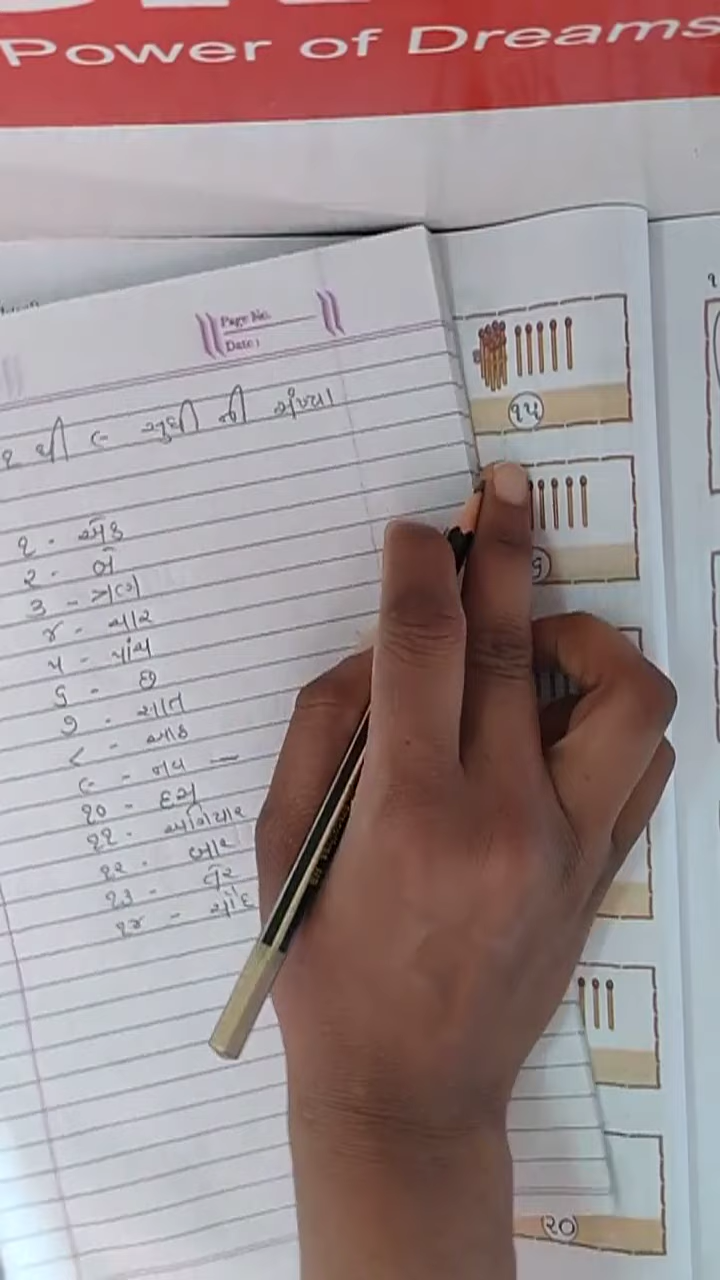 Power of Dreams
Page No.
Date:
૧ થી ૯ સુધી ની સંખ્યા
૧ - એક
૨ - બે
૩ - ત્રણ
૪ - ચાર
૫ - પાંચ
૬ - છ
૭ - સાત
૮ - આઠ
૯ - નવ —
૧૦ - દસ
૧૧ - અગિયાર
૧૨ - બાર
૧૩ - તેર
૧૪ - ચૌદ
૧૫
૨૦